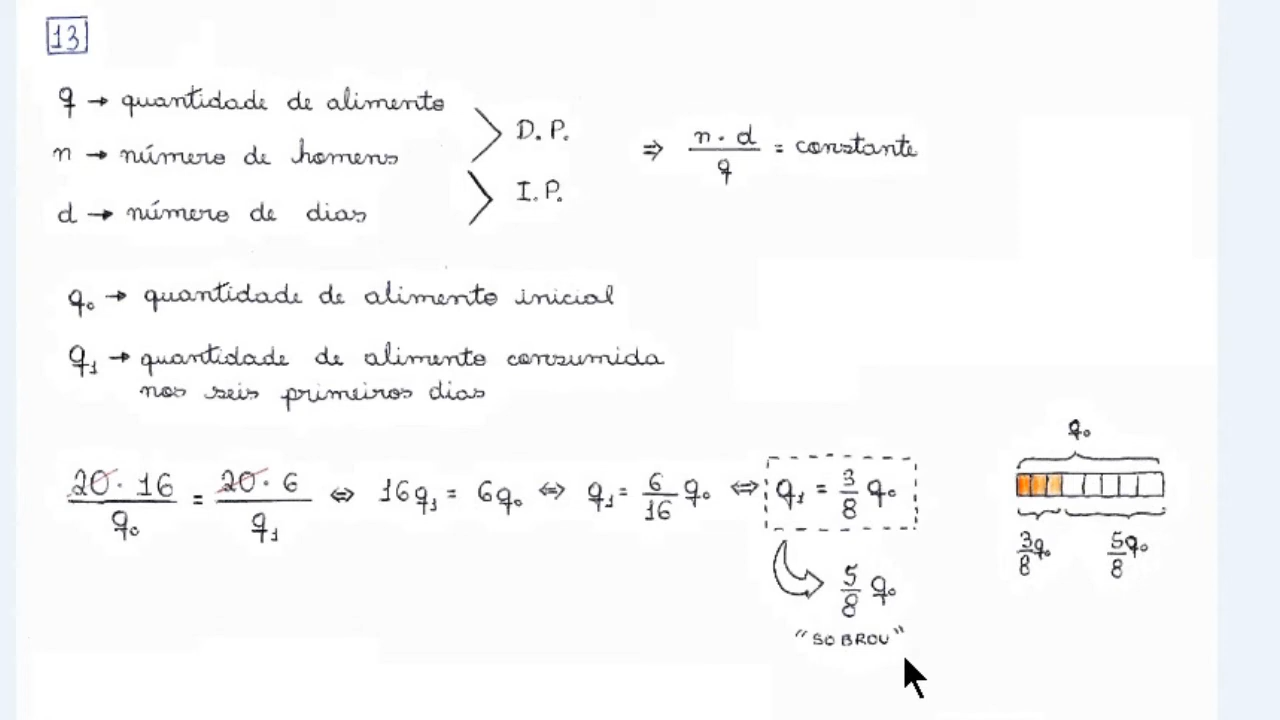 13
q → quantidade de alimento
n → número de homens
d → número de dias
D.P.
I.P.
⇒ n · d / q = constante
q₀ → quantidade de alimento inicial
q₁ → quantidade de alimento consumida
nos seis primeiros dias
20 · 16 / q₀ = 20 · 6 / q₁ ⇔ 16q₁ = 6q₀ ⇔ q₁ = 6/16 q₀ ⇔ q₁ = 3/8 q₀
5/8 q₀
"SOBROU"
q₀
3/8 q₀ 5/8 q₀